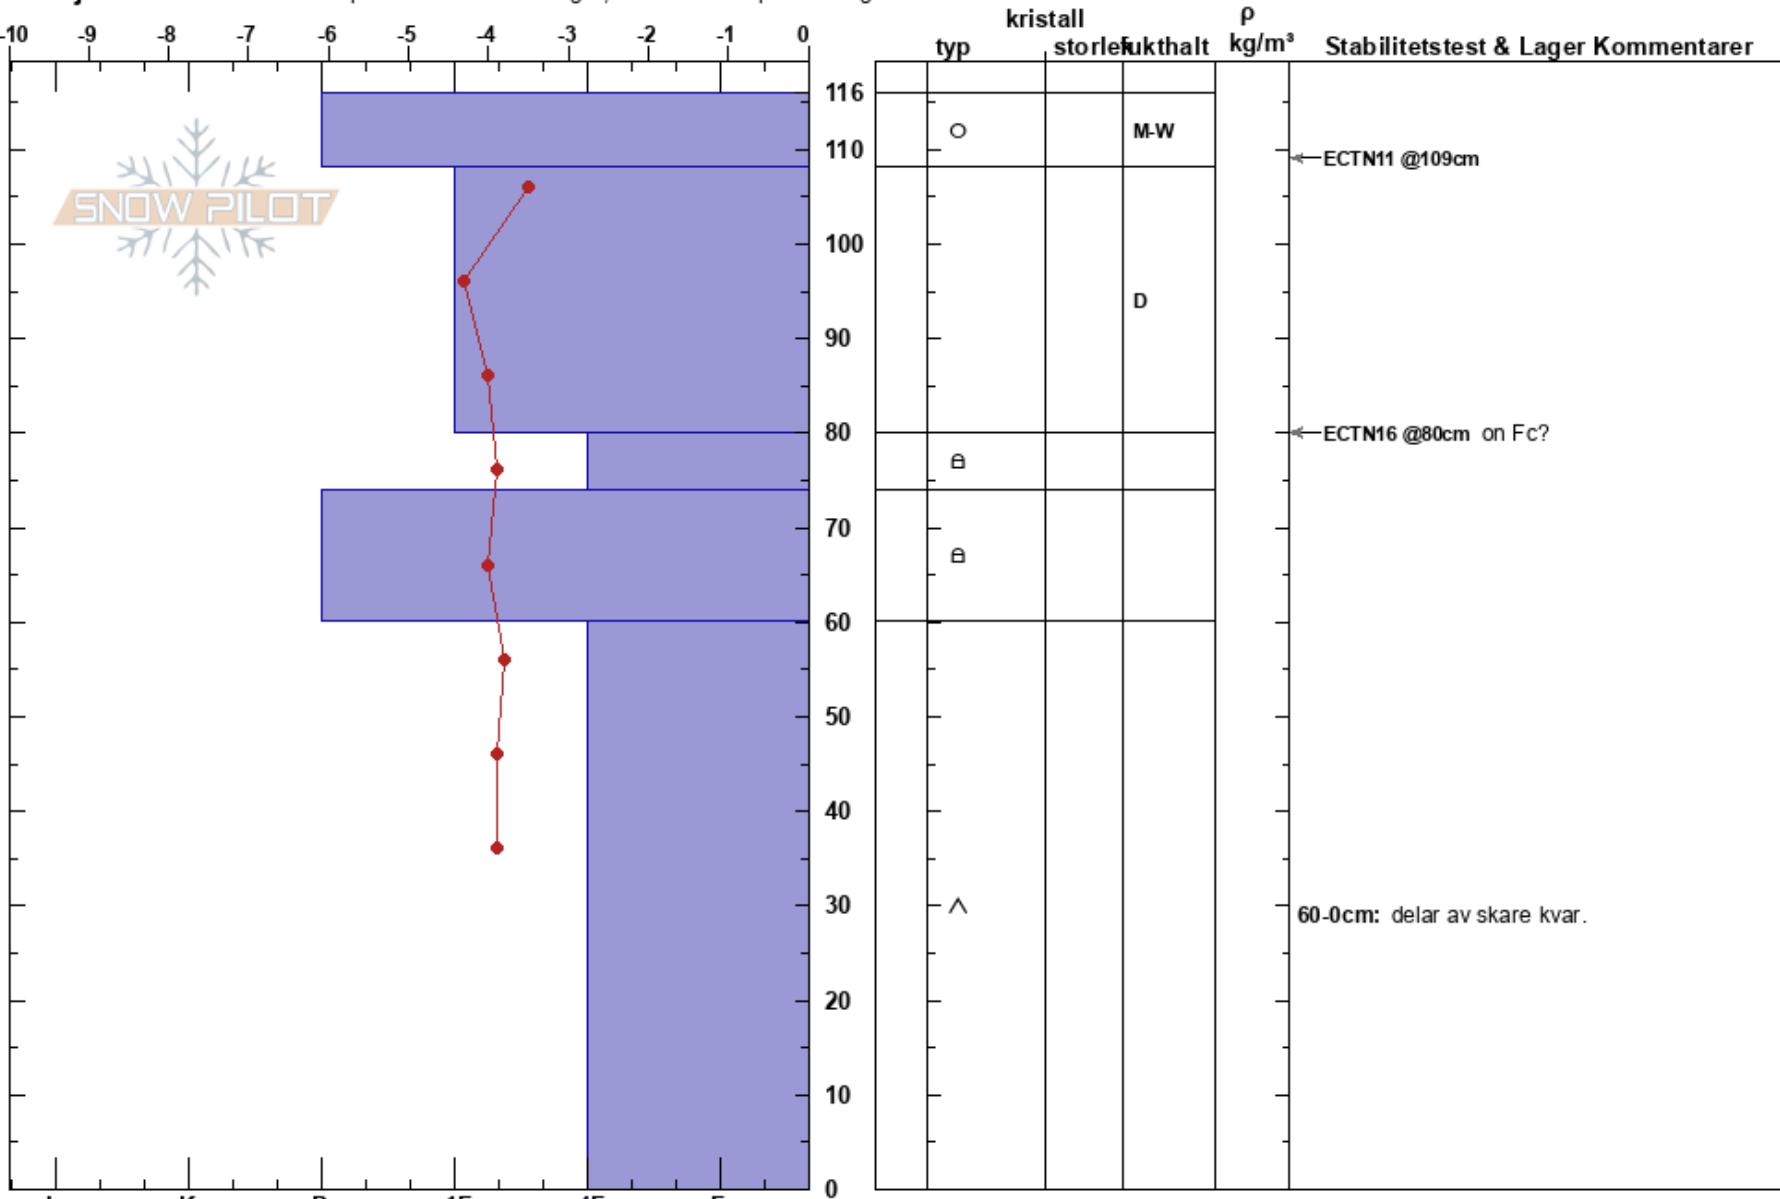 kristall
ρ
-10 -9 -8 -7 -6 -5 -4 -3 -2 -1 0
typ storlek fukthalt kg/m³ Stabilitetstest & Lager Kommentarer
116
M-W
110
ECTN11 @109cm
SNOW PILOT
100
D
90
80
ECTN16 @80cm on Fc?
70
60
50
40
30
60-0cm: delar av skare kvar.
20
10
0